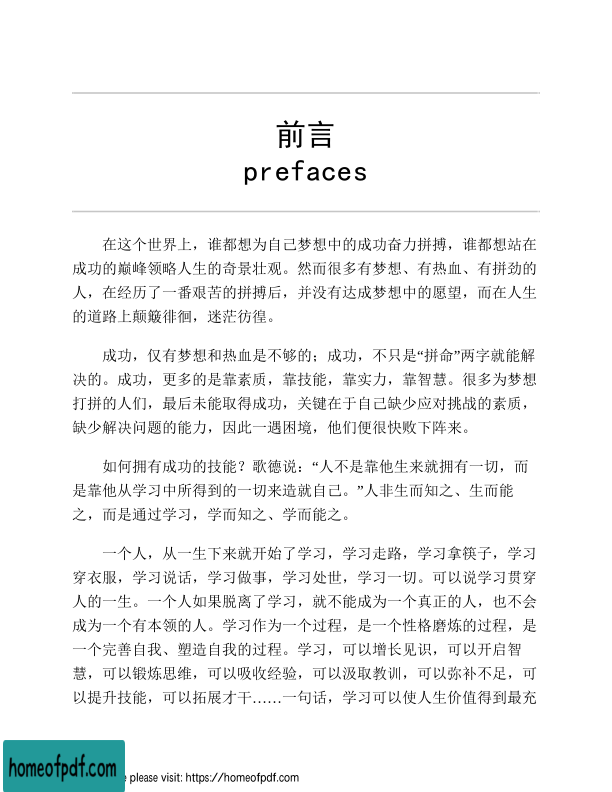 前言
prefaces
在这个世界上，谁都想为自己梦想中的成功奋力拼搏，谁都想站在
成功的巅峰领略人生的奇景壮观。然而很多有梦想、有热血、有拼劲的
人，在经历了一番艰苦的拼搏后，并没有达成梦想中的愿望，而在人生
的道路上颠簸徘徊，迷茫彷徨。
成功，仅有梦想和热血是不够的；成功，不只是“拼命”两字就能解
决的。成功，更多的是靠素质，靠技能，靠实力，靠智慧。很多为梦想
打拼的人们，最后未能取得成功，关键在于自己缺少应对挑战的素质，
缺少解决问题的能力，因此一遇困境，他们便很快败下阵来。
如何拥有成功的技能？歌德说：“人不是靠他生来就拥有一切，而
是靠他从学习中所得到的一切来造就自己。”人非生而知之、生而能
之，而是通过学习，学而知之、学而能之。
一个人，从一生下来就开始了学习，学习走路，学习拿筷子，学习
穿衣服，学习说话，学习做事，学习处世，学习一切。可以说学习贯穿
人的一生。一个人如果脱离了学习，就不能成为一个真正的人，也不会
成为一个有本领的人。学习作为一个过程，是一个性格磨炼的过程，是
一个完善自我、塑造自我的过程。学习，可以增长见识，可以开启智
慧，可以锻炼思维，可以吸收经验，可以汲取教训，可以弥补不足，可
以提升技能，可以拓展才干……一句话，学习可以使人生价值得到最充
homeofpdf.com
please visit: https://homeofpdf.com